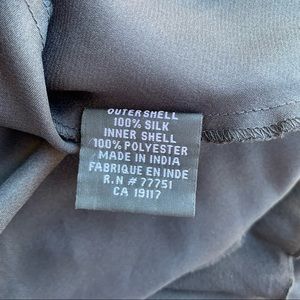 OUTERSHELL
100% SILK
INNER SHELL
100% POLYESTER
MADE IN INDIA
FABRIQUE EN INDE
R.N # 77751
CA 19117